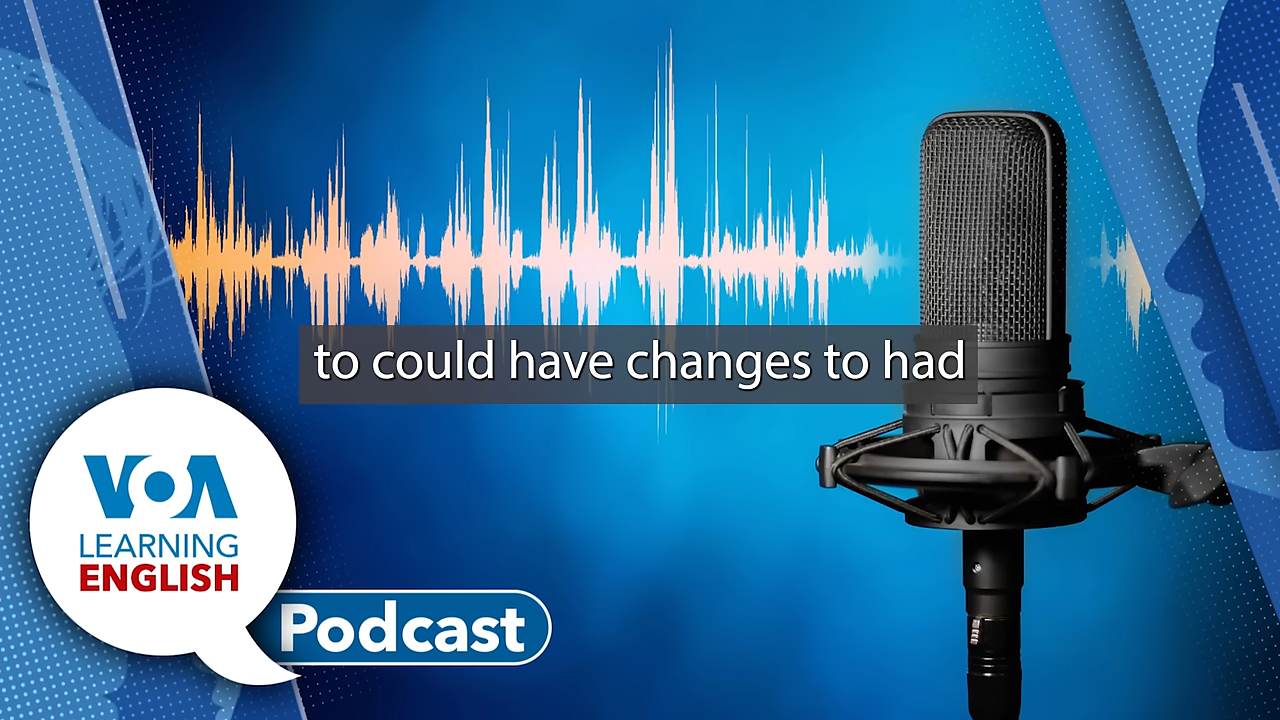 to could have changes to had
VOA
LEARNING
ENGLISH
Podcast